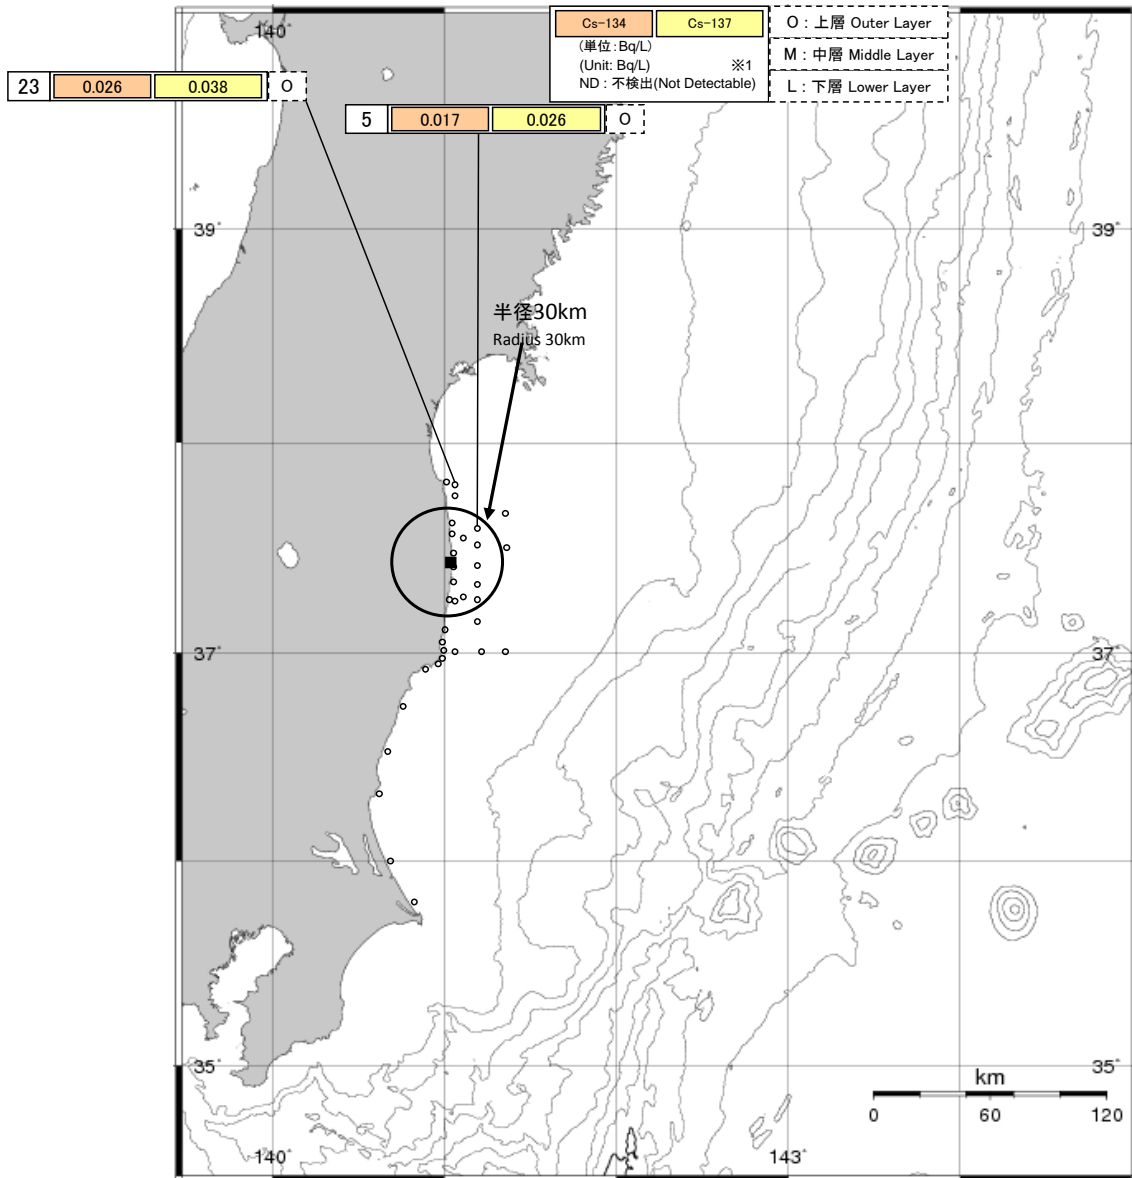 140°
Cs-134 Cs-137
(単位:Bq/L)
(Unit: Bq/L) ※1
ND : 不検出(Not Detectable)
O : 上層 Outer Layer
M : 中層 Middle Layer
L : 下層 Lower Layer
23 0.026 0.038 O
5 0.017 0.026 O
39° 39°
半径30km
Radius 30km
37° 37°
35° 35°
km
0 60 120
140° 143°